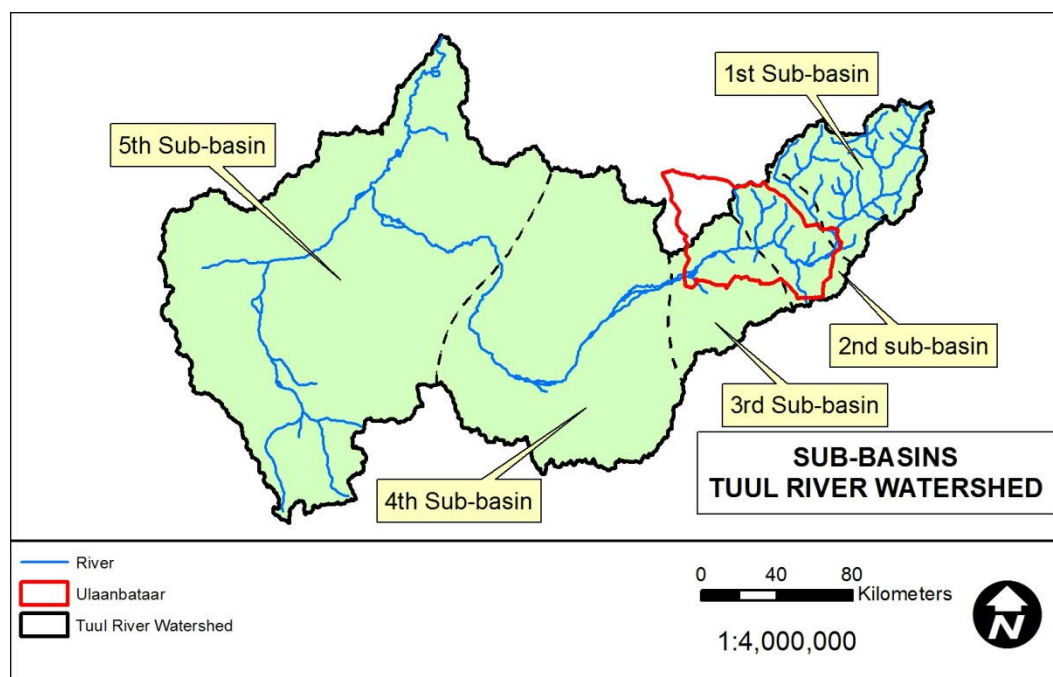 1st Sub-basin
5th Sub-basin
2nd sub-basin
3rd Sub-basin
4th Sub-basin
SUB-BASINS
TUUL RIVER WATERSHED
River
Ulaanbataar
Tuul River Watershed
0 40 80
Kilometers
1:4,000,000
N